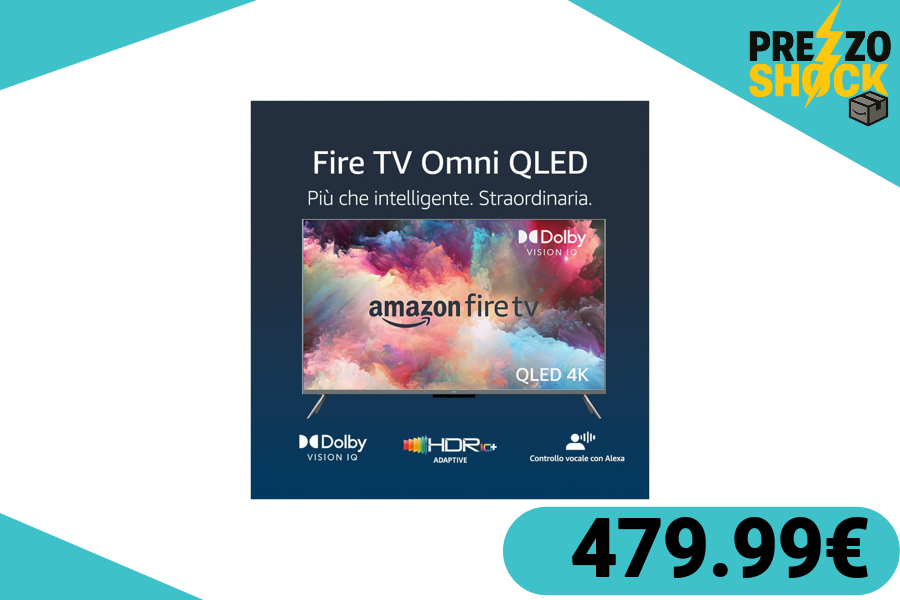 PREZZO
SHOCK
Fire TV Omni QLED
Più che intelligente. Straordinaria.
Dolby
VISION IQ
amazon fire tv
QLED 4K
Dolby
VISION IQ
HDR10+
ADAPTIVE
Controllo vocale con Alexa
479.99€